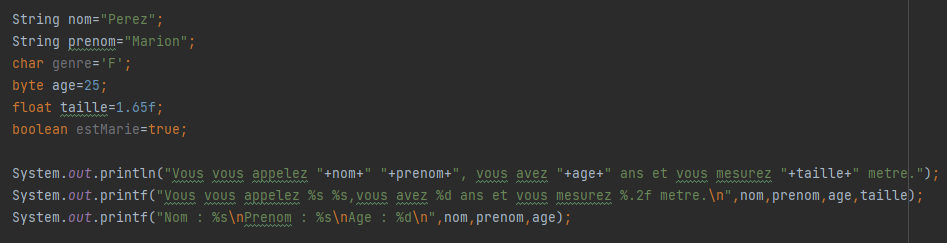 String nom="Perez";
String prenom="Marion";
char genre='F';
byte age=25;
float taille=1.65f;
boolean estMarie=true;
System.out.println("Vous vous appelez "+nom+" "+prenom+", vous avez "+age+" ans et vous mesurez "+taille+" metre.");
System.out.printf("Vous vous appelez %s %s,vous avez %d ans et vous mesurez %.2f metre.\n",nom,prenom,age,taille);
System.out.printf("Nom : %s\nPrenom : %s\nAge : %d\n",nom,prenom,age);